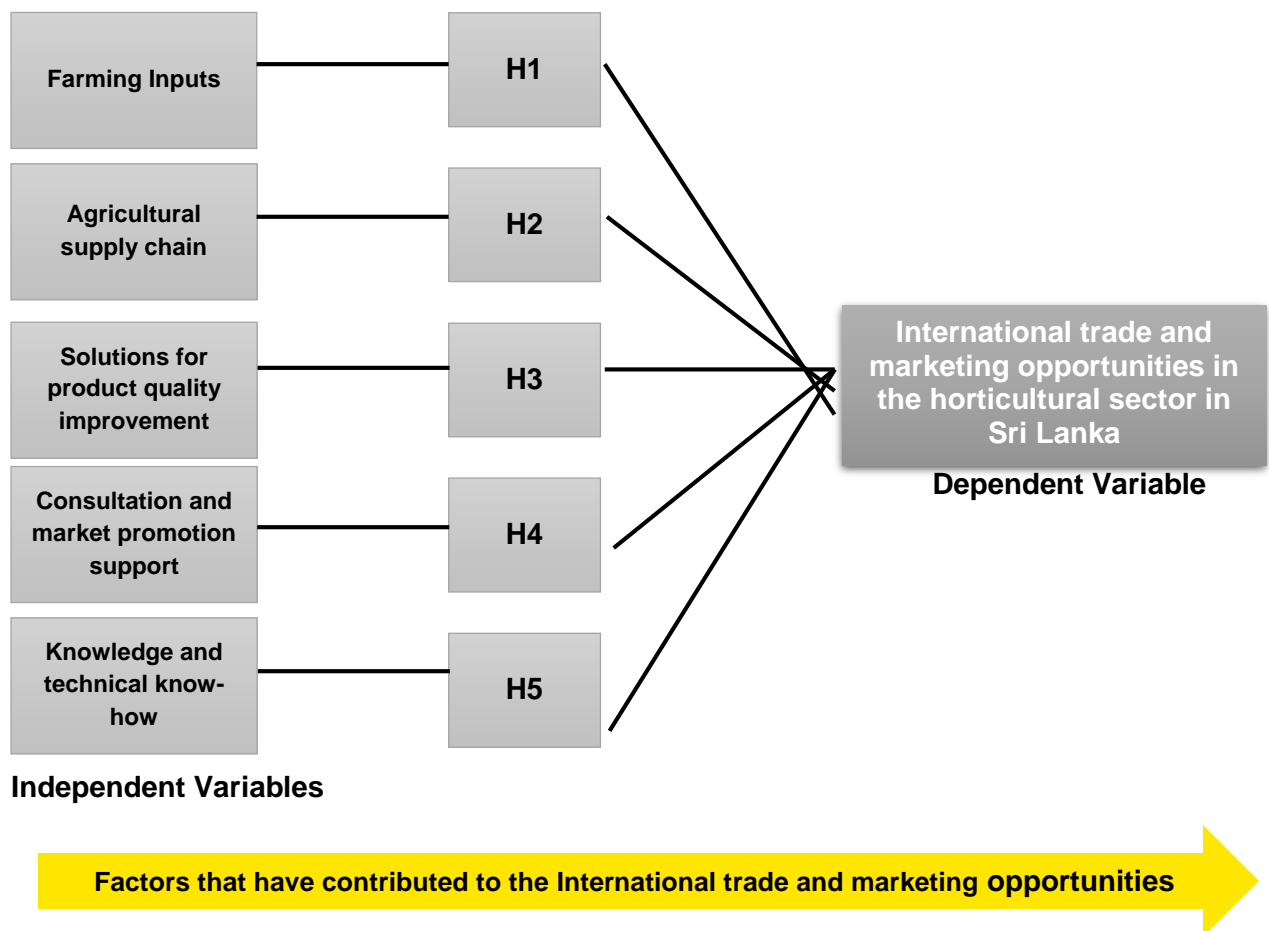 Farming Inputs
H1
Agricultural
supply chain
H2
Solutions for
product quality
improvement
H3
Consultation and
market promotion
support
H4
Knowledge and
technical know-
how
H5
International trade and
marketing opportunities in
the horticultural sector in
Sri Lanka
Dependent Variable
Independent Variables
Factors that have contributed to the International trade and marketing opportunities